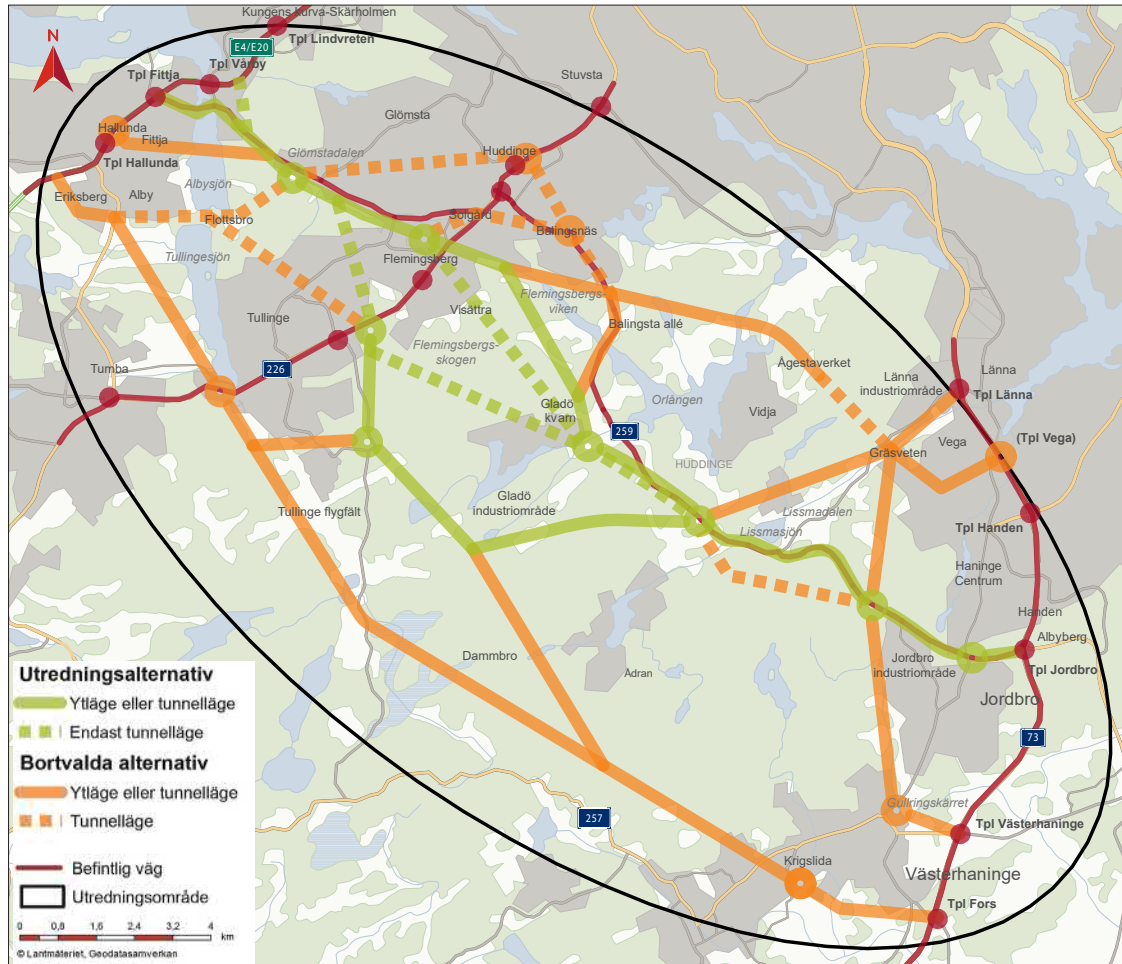 Kungens kurva-Skärholmen
N
E4/E20
Tpl Lindvreten
Tpl Vårby
Tpl Fittja
Stuvsta
Glömsta
Hallunda
Fittja
Huddinge
Tpl Hallunda
Glömstadalen
Albysjön
Eriksberg
Alby
Flottsbro
Solgård
Balingsnäs
Tullingesjön
Flemingsberg
Flemingsbergs-
viken
Visättra
Tullinge
Balingsta allé
Flemingsbergs-
skogen
Ågestaverket
Tumba
226
Länna
industriområde
Länna
Tpl Länna
Orlången
Vidja
Gladö
kvarn
259
Vega
(Tpl Vega)
Gräsveten
HUDDINGE
Gladö
industriområde
Tullinge flygfält
Lissmadalen
Lissmasjön
Tpl Handen
Haninge
Centrum
Handen
Albyberg
Dammbro
Ådran
Jordbro
industriområde
Tpl Jordbro
Jordbro
73
Gullringskärret
257
Tpl Västerhaninge
Krigslida
Västerhaninge
Tpl Fors
Utredningsalternativ
Ytläge eller tunnelläge
Endast tunnelläge
Bortvalda alternativ
Ytläge eller tunnelläge
Tunnelläge
Befintlig väg
Utredningsområde
0 0,8 1,6 2,4 3,2 4
km
© Lantmäteriet, Geodatasamverkan